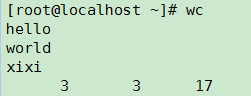 [root@localhost ~]# wc
hello
world
xixi
      3       3      17